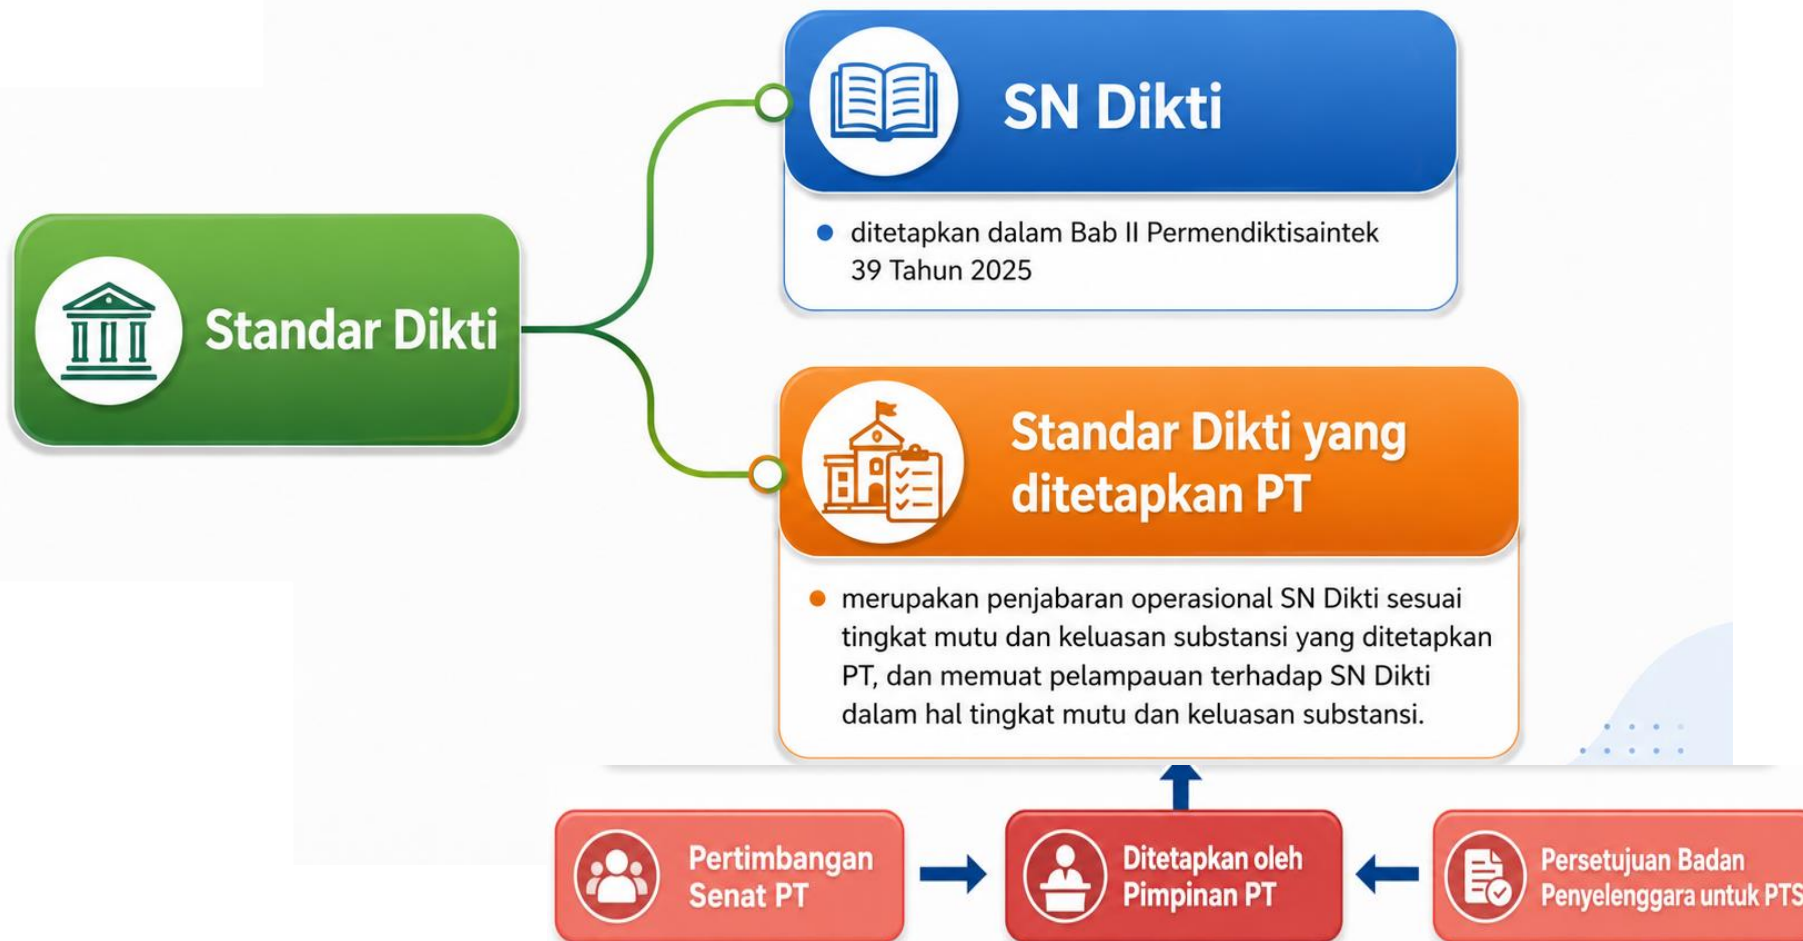 Standar Dikti
SN Dikti
ditetapkan dalam Bab II Permendiktisaintek
39 Tahun 2025
Standar Dikti yang
ditetapkan PT
merupakan penjabaran operasional SN Dikti sesuai
tingkat mutu dan keluasan substansi yang ditetapkan
PT, dan memuat pelampauan terhadap SN Dikti
dalam hal tingkat mutu dan keluasan substansi.
Pertimbangan
Senat PT
Ditetapkan oleh
Pimpinan PT
Persetujuan Badan
Penyelenggara untuk PTS